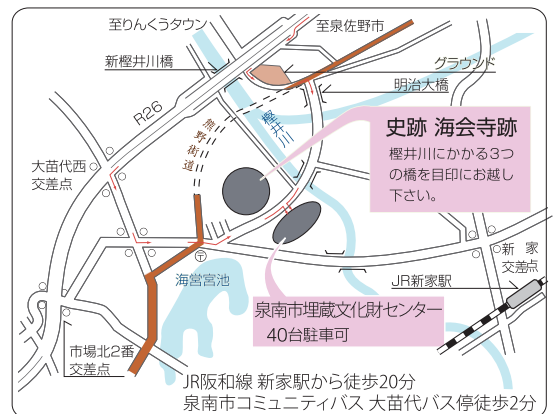 至りんくうタウン
至泉佐野市
新樫井川橋
グラウンド
明治大橋
R26
熊野街道
樫井川
史跡 海会寺跡
樫井川にかかる3つ
の橋を目印にお越し
下さい。
大苗代西
交差点
新家
交差点
JR新家駅
海営宮池
泉南市埋蔵文化財センター
40台駐車可
市場北2番
交差点
JR阪和線 新家駅から徒歩20分
泉南市コミュニティバス 大苗代バス停徒歩2分